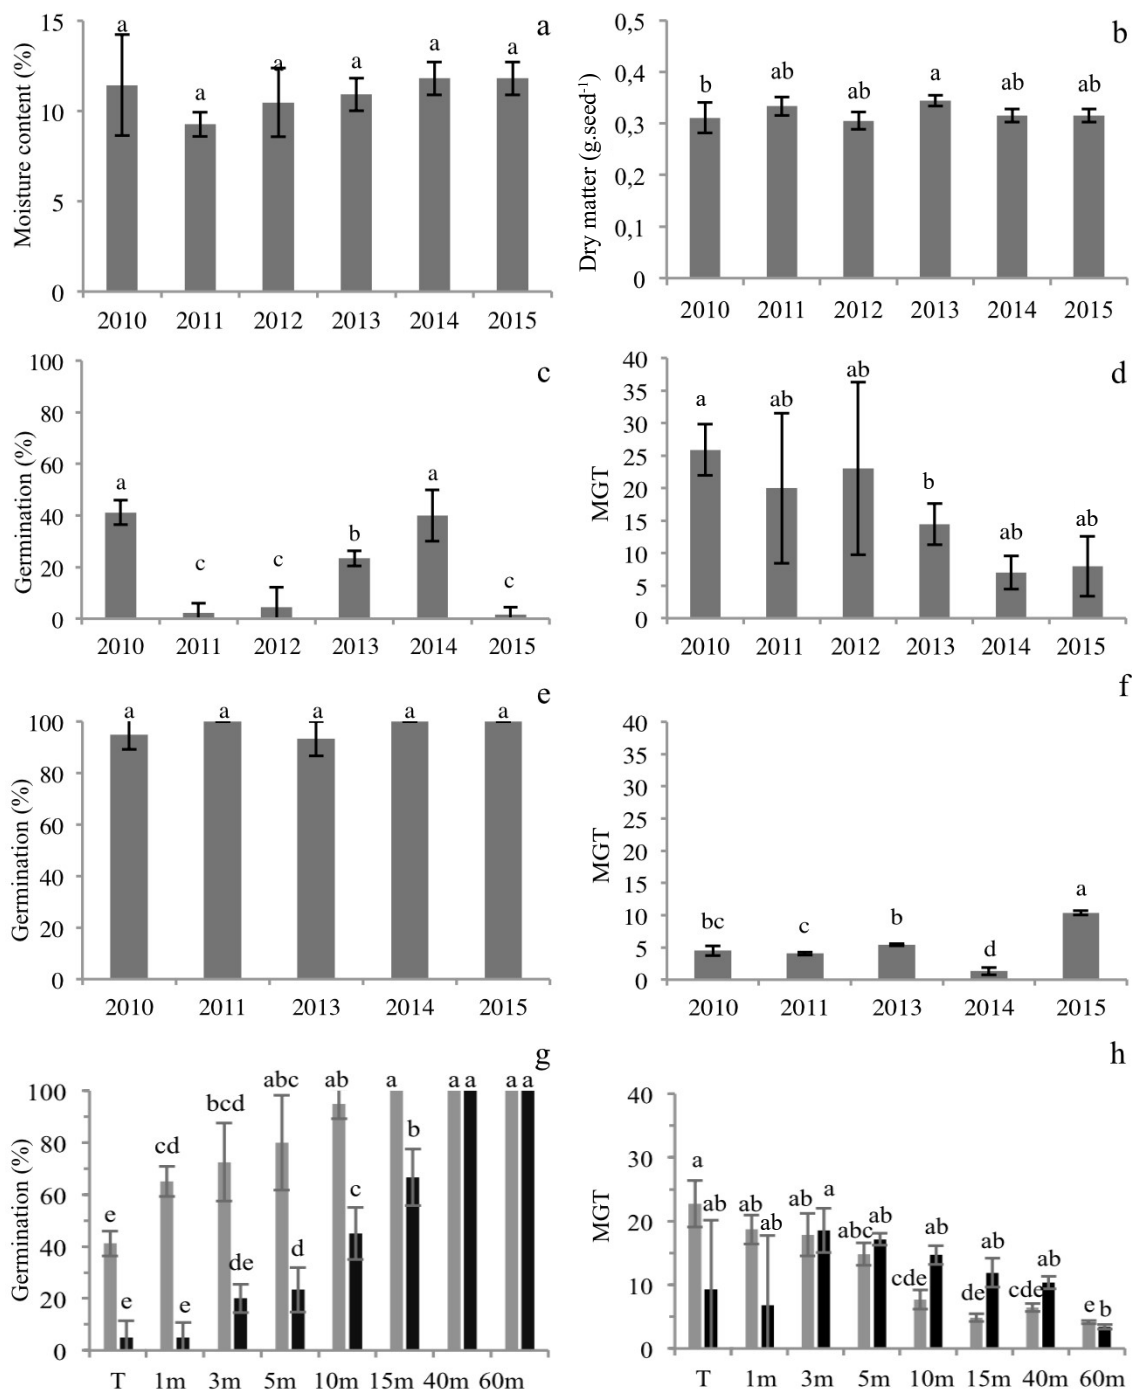 a
Moisture content (%)
15
10
5
0
a
a
a
a
a
a
2010 2011 2012 2013 2014 2015
b
Dry matter (g.seed-1)
0,5
0,4
0,3
0,2
0,1
0
b
ab
ab
a
ab
ab
2010 2011 2012 2013 2014 2015
c
Germination (%)
100
80
60
40
20
0
a
c
c
b
a
c
2010 2011 2012 2013 2014 2015
d
MGT
40
35
30
25
20
15
10
5
0
a
ab
ab
b
ab
ab
2010 2011 2012 2013 2014 2015
e
Germination (%)
100
80
60
40
20
0
a a a a a
2010 2011 2013 2014 2015
f
MGT
40
35
30
25
20
15
10
5
0
bc
c
b
d
a
2010 2011 2013 2014 2015
g
Germination (%)
100
80
60
40
20
0
e
e
cd
e
bcd
de
abc
d
ab
c
a
b
a a
a a
T 1m 3m 5m 10m 15m 40m 60m
h
MGT
40
30
20
10
0
a
ab
ab
ab
ab
a
abc
ab
cde
ab
de
ab
cde
ab
e
b
T 1m 3m 5m 10m 15m 40m 60m